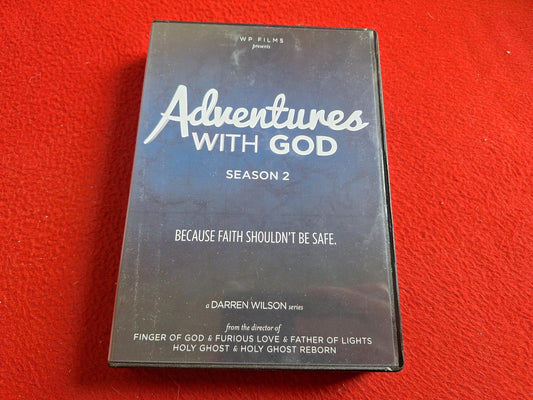 WP FILMS
presents
Adventures
WITH GOD
SEASON 2
BECAUSE FAITH SHOULDN'T BE SAFE.
a DARREN WILSON series
from the director of
FINGER OF GOD & FURIOUS LOVE & FATHER OF LIGHTS
HOLY GHOST & HOLY GHOST REBORN